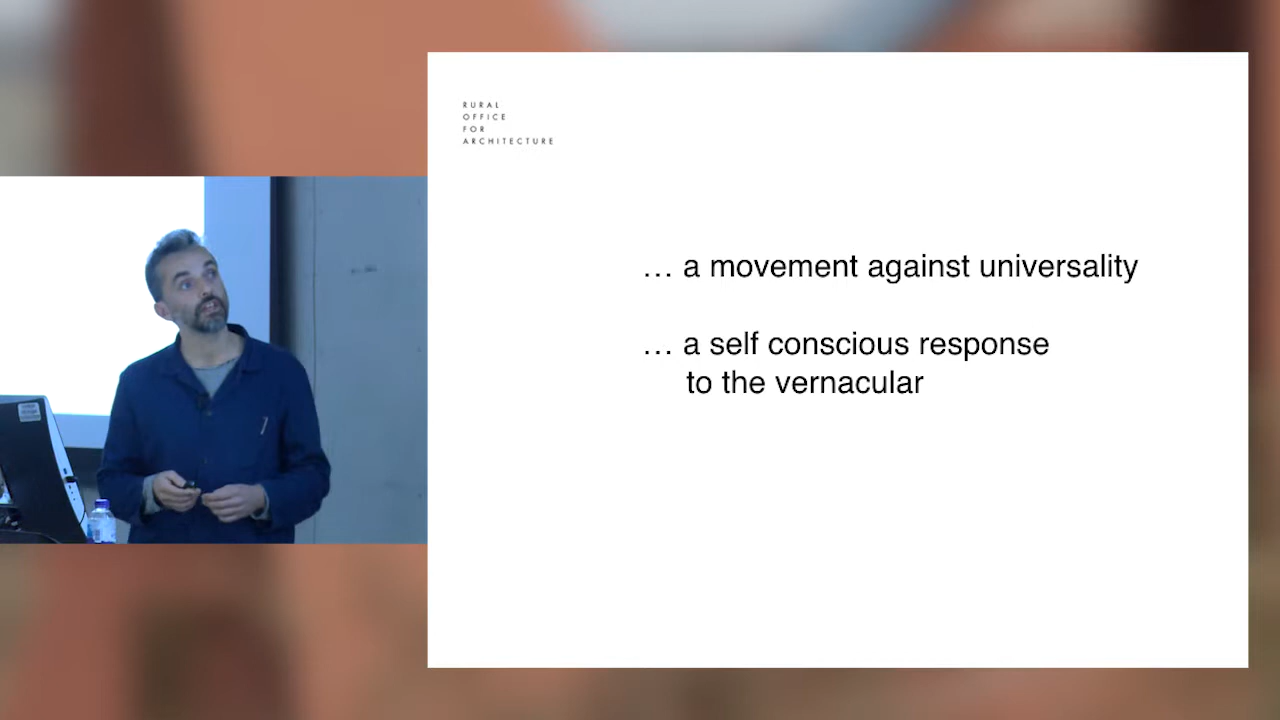 RURAL
OFFICE
FOR
ARCHITECTURE
… a movement against universality
… a self conscious response
to the vernacular